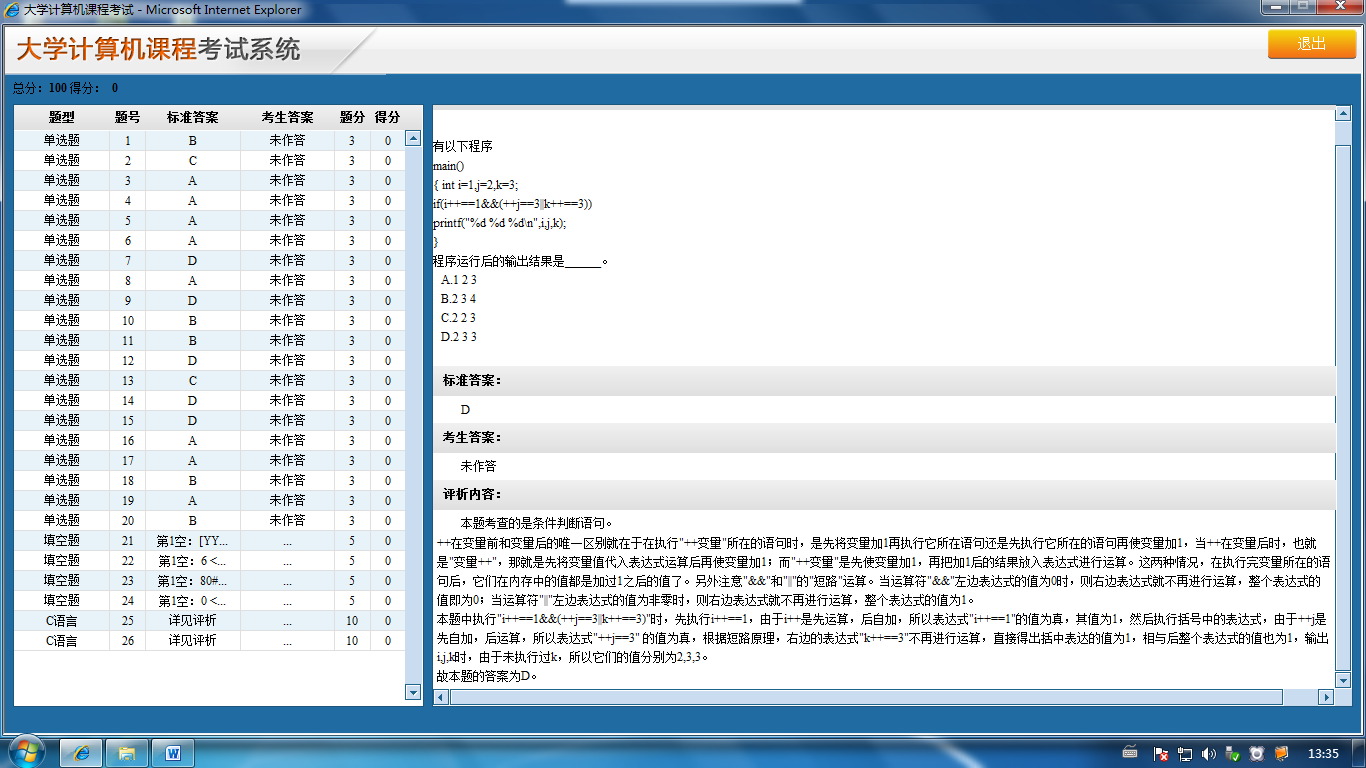 大学计算机课程考试 - Microsoft Internet Explorer
大学计算机课程考试系统
退出
总分：100 得分： 0
题型 题号 标准答案 考生答案 题分 得分
单选题 1 B 未作答 3 0
单选题 2 C 未作答 3 0
单选题 3 A 未作答 3 0
单选题 4 A 未作答 3 0
单选题 5 A 未作答 3 0
单选题 6 A 未作答 3 0
单选题 7 D 未作答 3 0
单选题 8 A 未作答 3 0
单选题 9 D 未作答 3 0
单选题 10 B 未作答 3 0
单选题 11 B 未作答 3 0
单选题 12 D 未作答 3 0
单选题 13 C 未作答 3 0
单选题 14 D 未作答 3 0
单选题 15 D 未作答 3 0
单选题 16 A 未作答 3 0
单选题 17 A 未作答 3 0
单选题 18 B 未作答 3 0
单选题 19 A 未作答 3 0
单选题 20 B 未作答 3 0
填空题 21 第1空：[YY... ... 5 0
填空题 22 第1空：6 <... ... 5 0
填空题 23 第1空：80#... ... 5 0
填空题 24 第1空：0 <... ... 5 0
C语言 25 详见评析 ... 10 0
C语言 26 详见评析 ... 10 0
有以下程序
main()
{ int i=1,j=2,k=3;
if(i++==1&&(++j==3||k++==3))
printf("%d %d %d\n",i,j,k);
}
程序运行后的输出结果是______。
A.1 2 3
B.2 3 4
C.2 2 3
D.2 3 3
标准答案：
D
考生答案：
未作答
评析内容：
本题考查的是条件判断语句。
++在变量前和变量后的唯一区别就在于在执行"++变量"所在的语句时，是先将变量加1再执行它所在语句还是先执行它所在的语句再使变量加1，当++在变量后时，也就
是"变量++"，那就是先将变量值代入表达式运算后再使变量加1；而"++变量"是先使变量加1，再把加1后的结果放入表达式进行运算。这两种情况，在执行完变量所在的语
句后，它们在内存中的值都是加过1之后的值了。另外注意"&&"和"||"的"短路"运算。当运算符"&&"左边表达式的值为0时，则右边表达式就不再进行运算，整个表达式的
值即为0；当运算符"||"左边表达式的值为非零时，则右边表达式就不再进行运算，整个表达式的值为1。
本题中执行"i++==1&&(++j==3||k++==3)"时，先执行i++==1，由于i++是先运算，后自加，所以表达式"i++==1"的值为真，其值为1，然后执行括号中的表达式，由于++j是
先自加，后运算，所以表达式"++j==3" 的值为真，根据短路原理，右边的表达式"k++==3"不再进行运算，直接得出括中表达的值为1，相与后整个表达式的值也为1，输出
i,j,k时，由于未执行过k，所以它们的值分别为2,3,3。
故本题的答案为D。
13:35